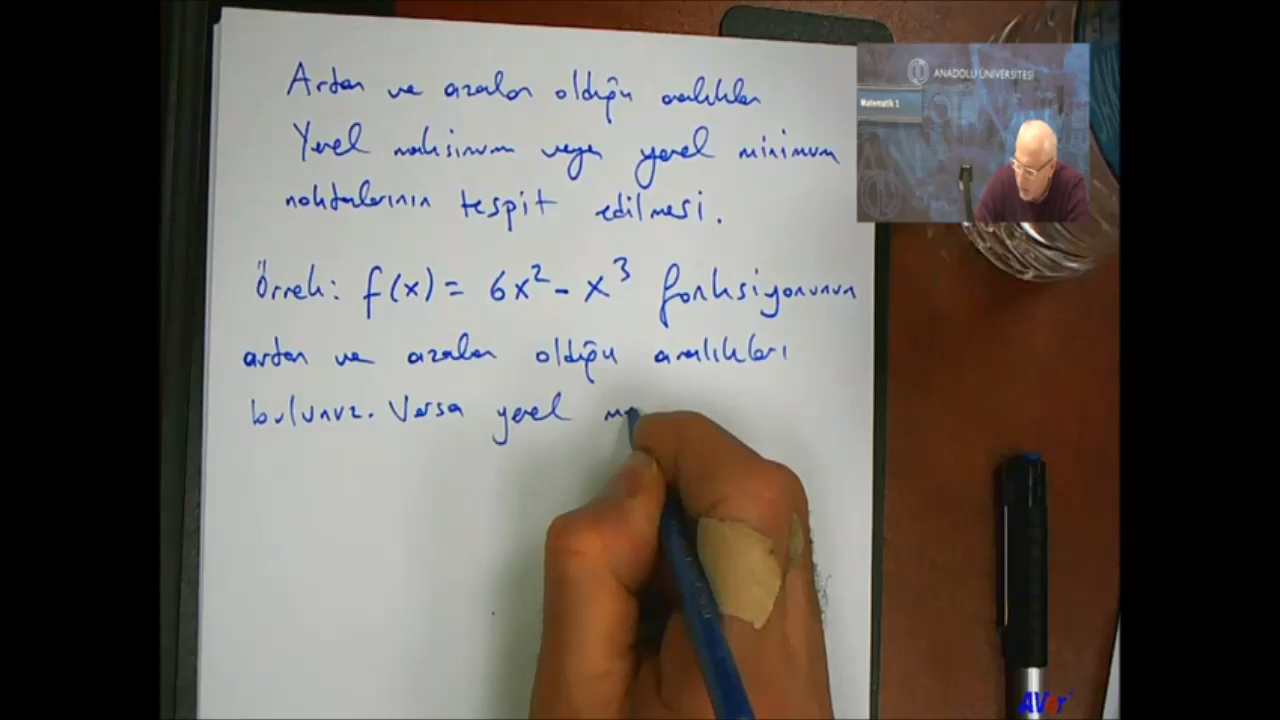 Artan ve azalan olduğu aralıklar
Yerel maksimum veya yerel minimum
noktalarının tespit edilmesi.
Örnek: f(x) = 6x² - x³ fonksiyonunun
artan ve azalan olduğu aralıkları
bulunuz. Varsa yerel m
ANADOLU ÜNİVERSİTESİ
Matematik 1
AVer